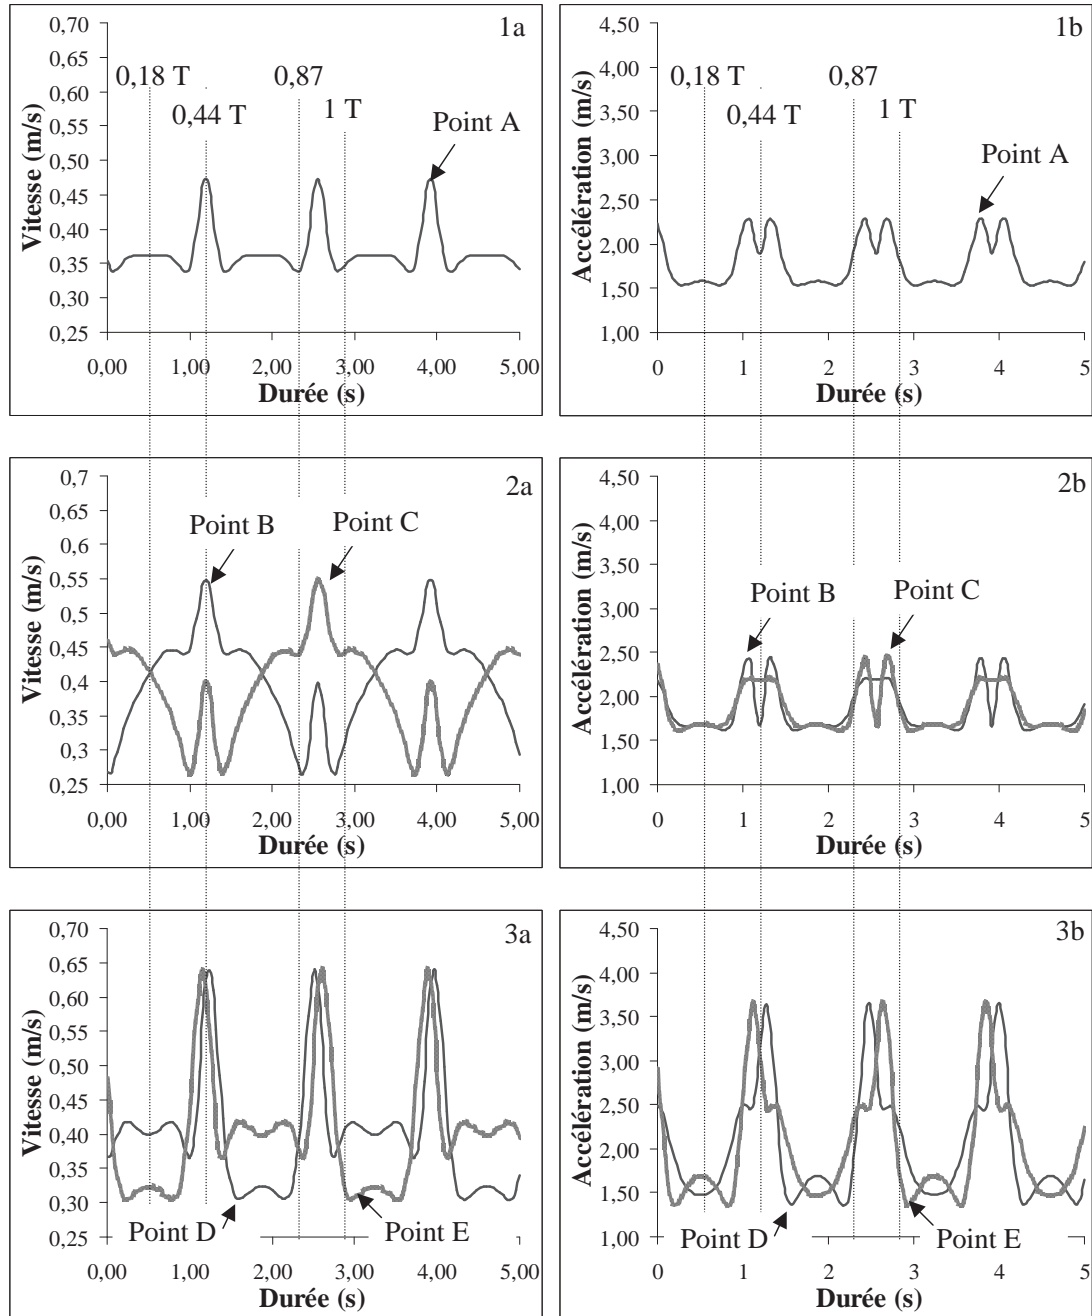 1a
0,70
0,65
0,60
0,55
0,50
0,45
0,40
0,35
0,30
0,25
Vitesse (m/s)
0,18 T
0,44 T
0,87
1 T
Point A
0,00 1,00 2,00 3,00 4,00 5,00
Durée (s)
1b
4,50
4,00
3,50
3,00
2,50
2,00
1,50
1,00
Accélération (m/s)
0,18 T
0,44 T
0,87
1 T
Point A
0 1 2 3 4 5
Durée (s)
2a
0,7
0,6
0,6
0,5
0,5
0,4
0,4
0,3
0,3
0,25
Vitesse (m/s)
Point B
Point C
0,00 1,00 2,00 3,00 4,00 5,00
Durée (s)
2b
4,50
4,00
3,50
3,00
2,50
2,00
1,50
1,00
Accélération (m/s)
Point B
Point C
0 1 2 3 4 5
Durée (s)
3a
0,70
0,65
0,60
0,55
0,50
0,45
0,40
0,35
0,30
0,25
Vitesse (m/s)
Point D
Point E
0,00 1,00 2,00 3,00 4,00 5,00
Durée (s)
3b
4,50
4,00
3,50
3,00
2,50
2,00
1,50
1,00
Accélération (m/s)
Point D
Point E
0 1 2 3 4 5
Durée (s)